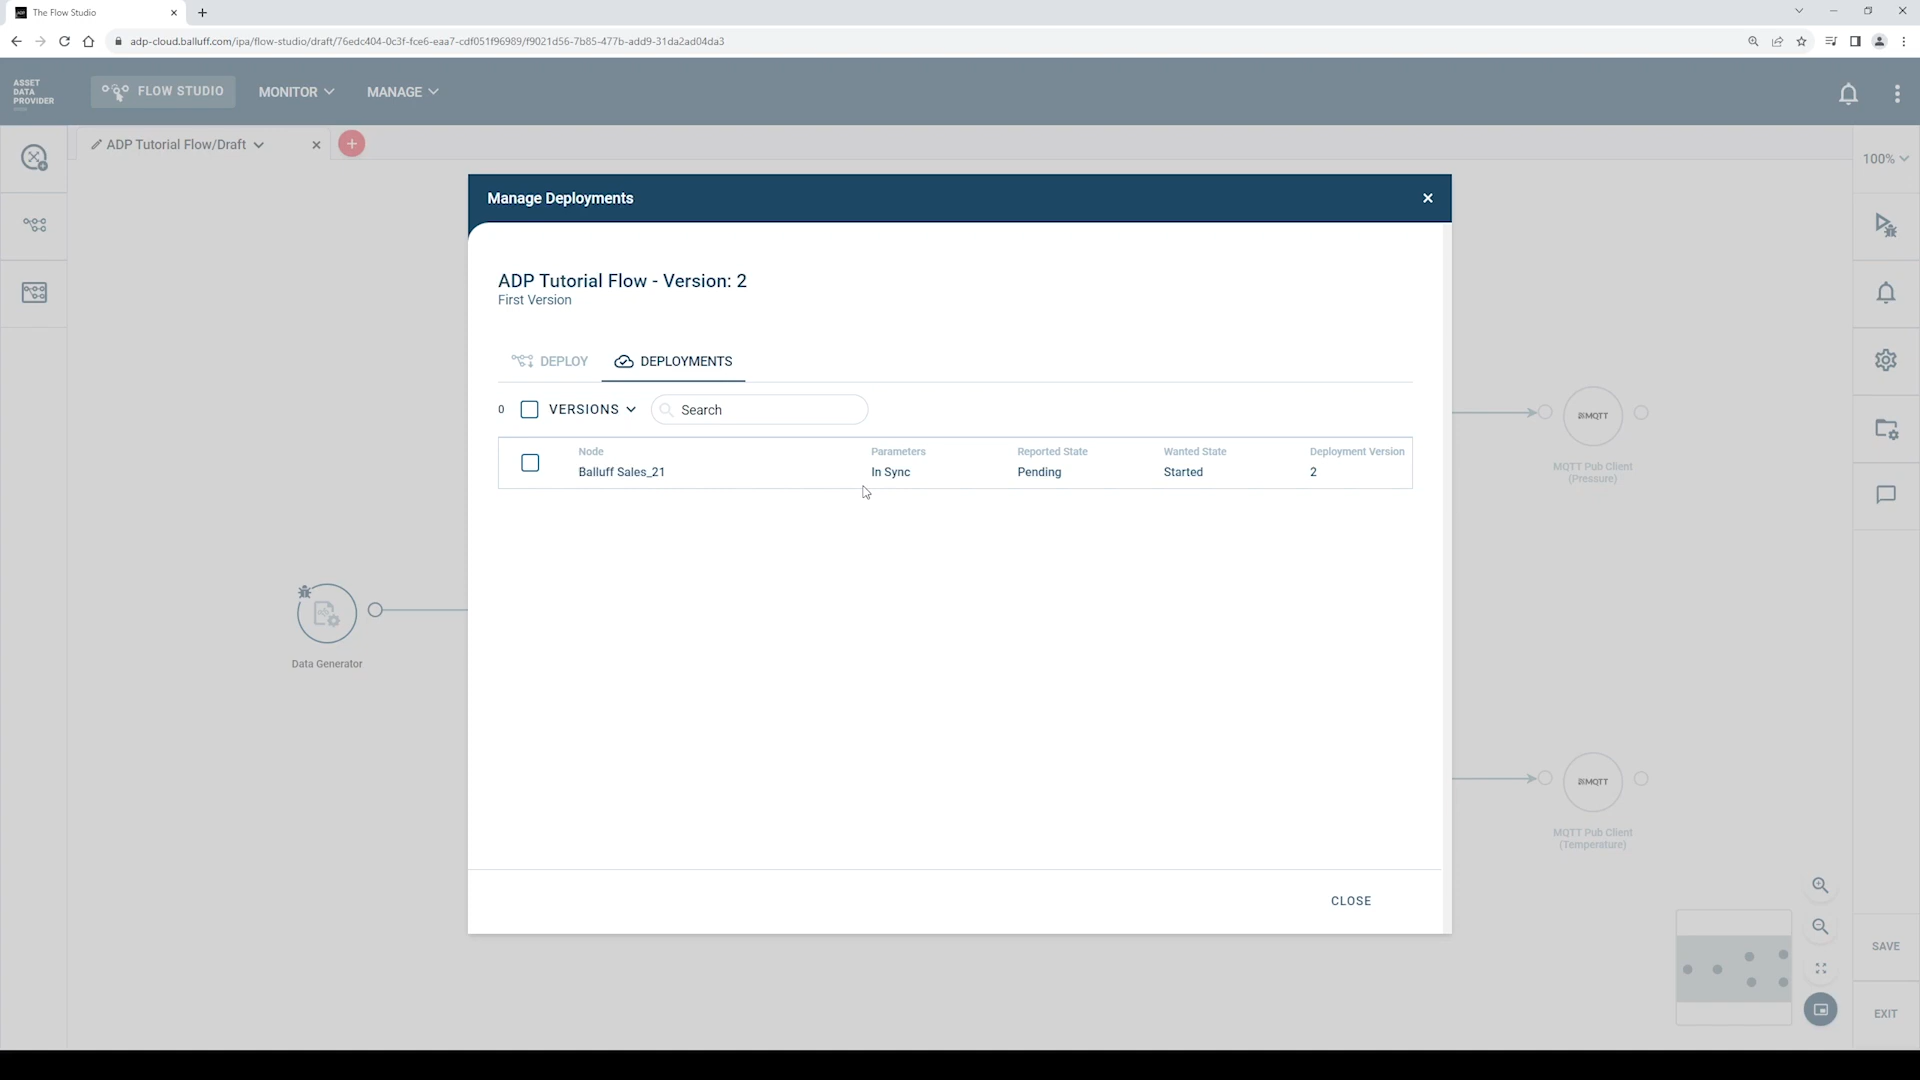 The Flow Studio
adp-cloud.balluff.com/ipa/flow-studio/draft/76edc404-0c3f-fce6-eaa7-cdf051f96989/f9021d56-7b85-477b-add9-31da2ad04da3
ASSET
DATA
PROVIDER
FLOW STUDIO
MONITOR
MANAGE
ADP Tutorial Flow/Draft
100%
Manage Deployments
ADP Tutorial Flow - Version: 2
First Version
DEPLOY
DEPLOYMENTS
0
VERSIONS
Search
Node
Parameters
Reported State
Wanted State
Deployment Version
Balluff Sales_21
In Sync
Pending
Started
2
MQTT
MQTT Pub Client
(Pressure)
Data Generator
MQTT
MQTT Pub Client
(Temperature)
CLOSE
SAVE
EXIT